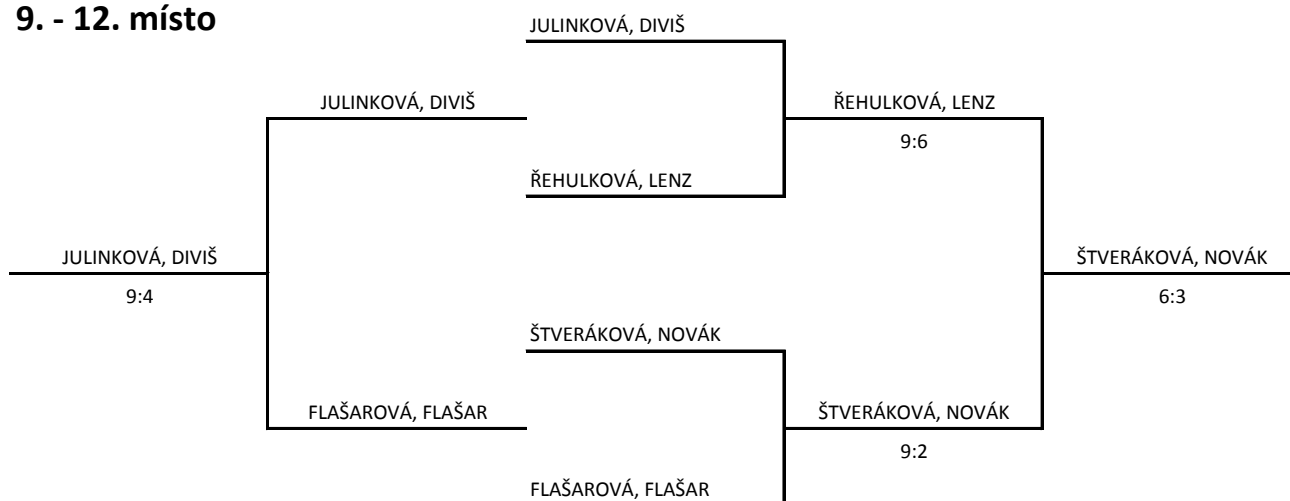 9. - 12. místo
JULINKOVÁ, DIVIŠ
JULINKOVÁ, DIVIŠ
ŘEHULKOVÁ, LENZ
9:6
ŘEHULKOVÁ, LENZ
JULINKOVÁ, DIVIŠ
ŠTVERÁKOVÁ, NOVÁK
9:4
6:3
ŠTVERÁKOVÁ, NOVÁK
FLAŠAROVÁ, FLAŠAR
ŠTVERÁKOVÁ, NOVÁK
9:2
FLAŠAROVÁ, FLAŠAR